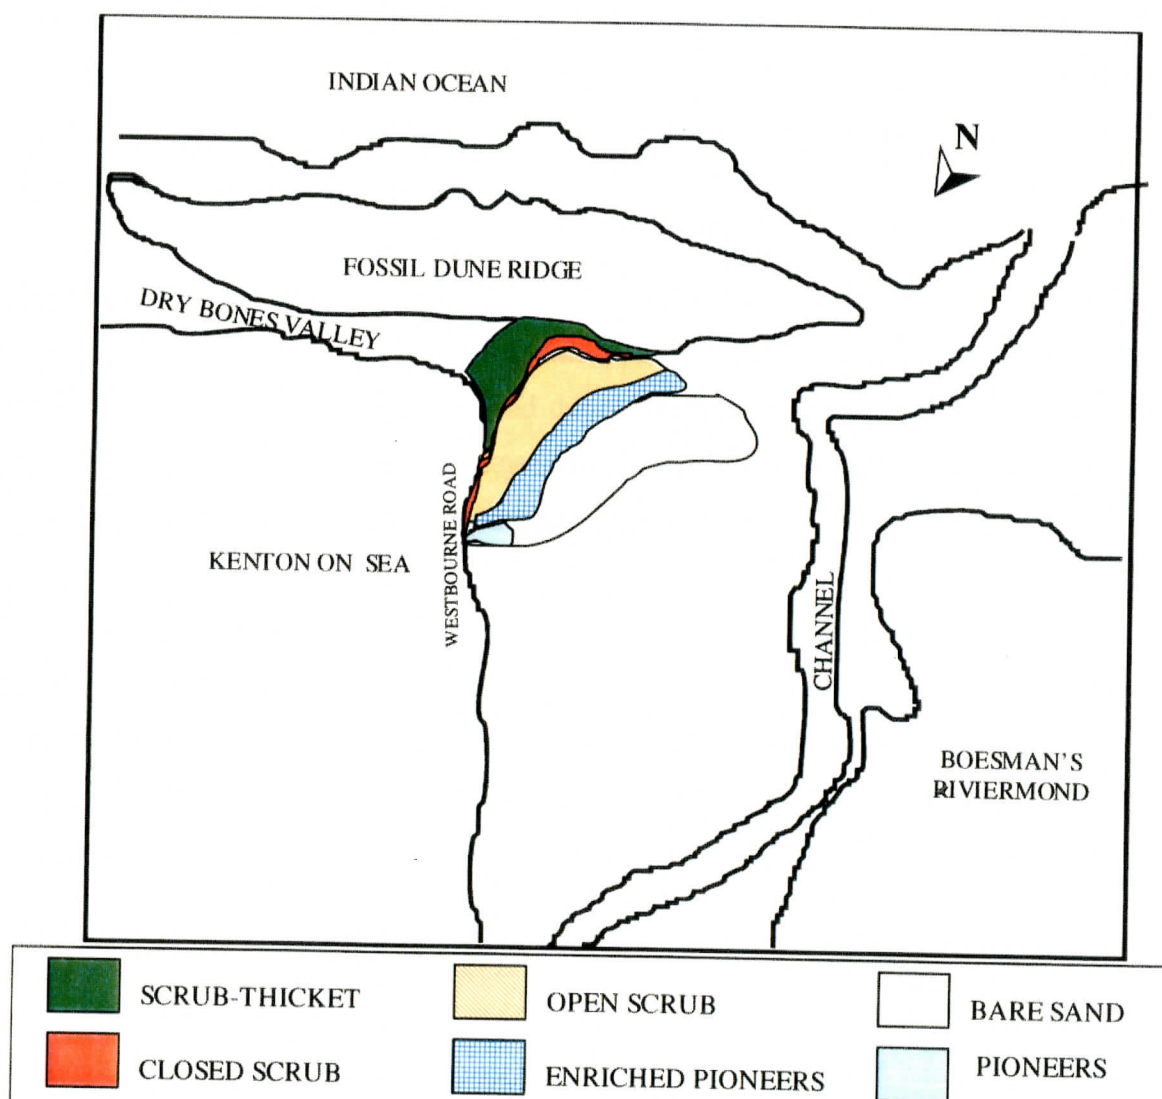 INDIAN OCEAN
N
FOSSIL DUNE RIDGE
DRY BONES VALLEY
WESTBOURNE ROAD
KENTON ON SEA
CHANNEL
BOESMAN'S
RIVIERMOND
SCRUB-THICKET
OPEN SCRUB
BARE SAND
CLOSED SCRUB
ENRICHED PIONEERS
PIONEERS